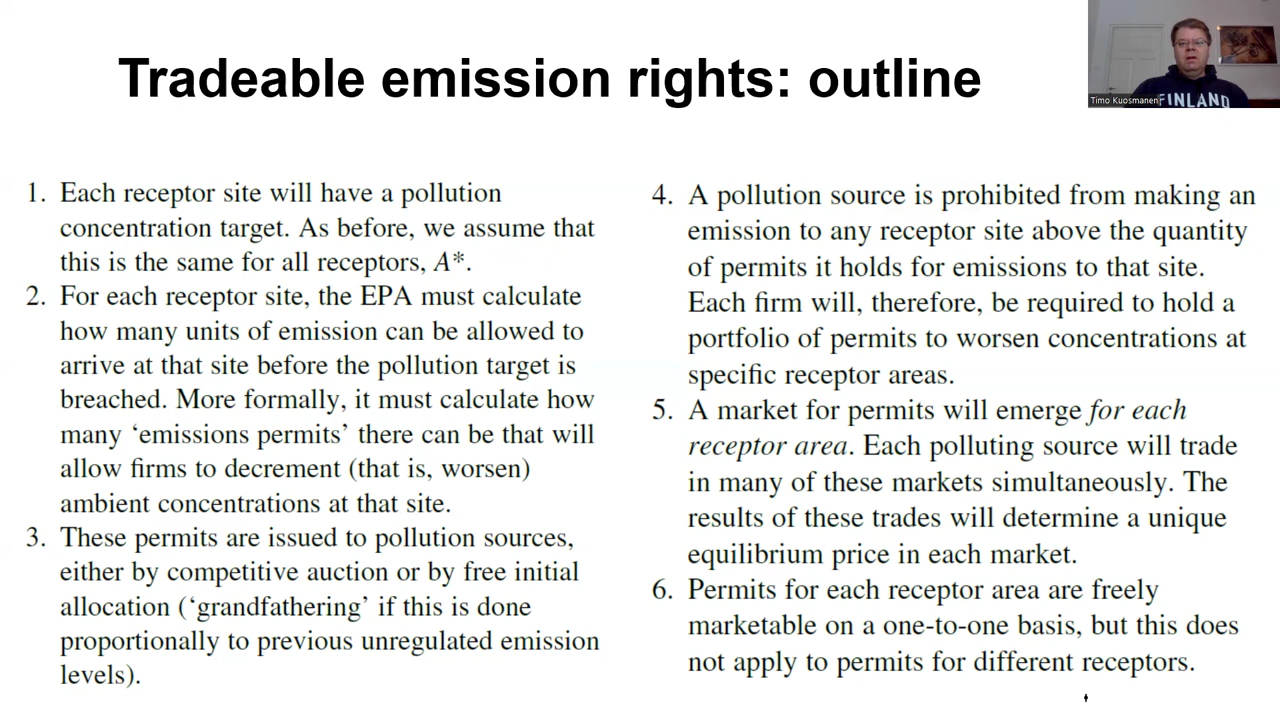 Tradeable emission rights: outline
Timo Kuosmanen
FINLAND
1. Each receptor site will have a pollution
concentration target. As before, we assume that
this is the same for all receptors, A*.
2. For each receptor site, the EPA must calculate
how many units of emission can be allowed to
arrive at that site before the pollution target is
breached. More formally, it must calculate how
many ‘emissions permits’ there can be that will
allow firms to decrement (that is, worsen)
ambient concentrations at that site.
3. These permits are issued to pollution sources,
either by competitive auction or by free initial
allocation (‘grandfathering’ if this is done
proportionally to previous unregulated emission
levels).
4. A pollution source is prohibited from making an
emission to any receptor site above the quantity
of permits it holds for emissions to that site.
Each firm will, therefore, be required to hold a
portfolio of permits to worsen concentrations at
specific receptor areas.
5. A market for permits will emerge for each
receptor area. Each polluting source will trade
in many of these markets simultaneously. The
results of these trades will determine a unique
equilibrium price in each market.
6. Permits for each receptor area are freely
marketable on a one-to-one basis, but this does
not apply to permits for different receptors.